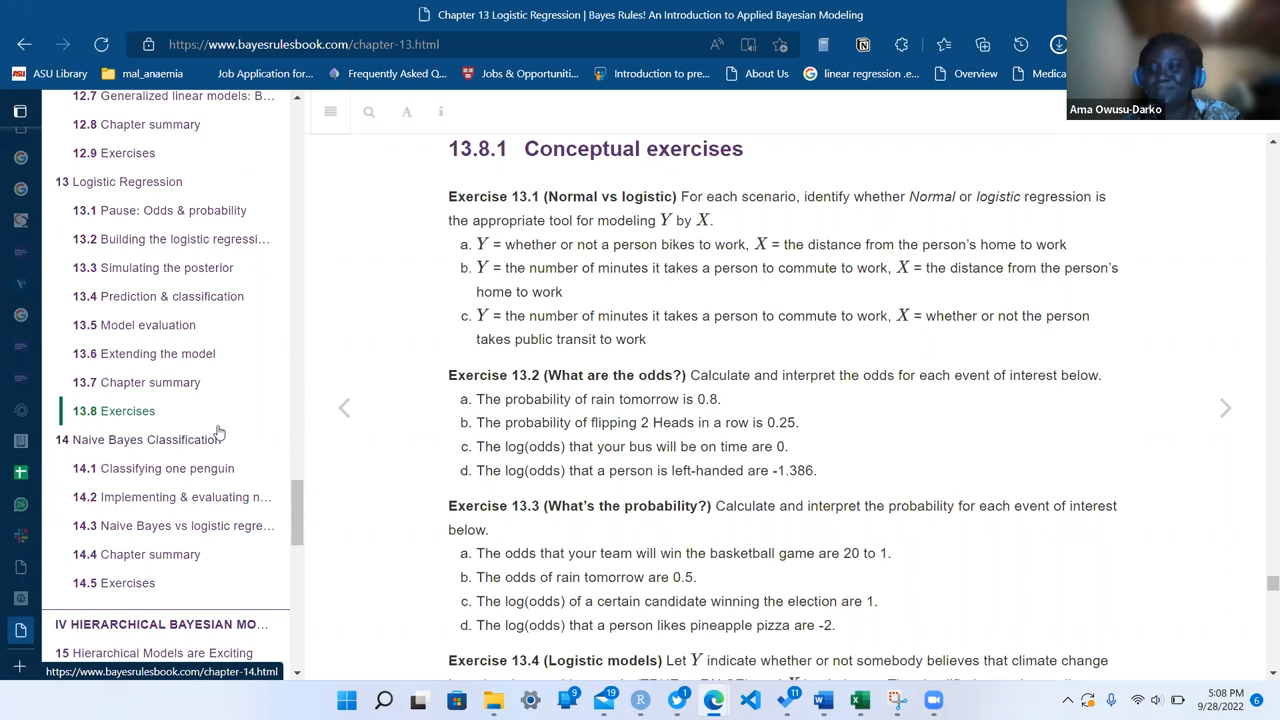 Chapter 13 Logistic Regression | Bayes Rules! An Introduction to Applied Bayesian Modeling
https://www.bayesrulesbook.com/chapter-13.html
ASU Library
mal_anaemia
Job Application for...
Frequently Asked Q...
Jobs & Opportuniti...
Introduction to pre...
About Us
linear regression .e...
Overview
Medica
Ama Owusu-Darko
12.7 Generalized linear models: B...
12.8 Chapter summary
12.9 Exercises
13 Logistic Regression
13.1 Pause: Odds & probability
13.2 Building the logistic regressi...
13.3 Simulating the posterior
13.4 Prediction & classification
13.5 Model evaluation
13.6 Extending the model
13.7 Chapter summary
13.8 Exercises
14 Naive Bayes Classification
14.1 Classifying one penguin
14.2 Implementing & evaluating n...
14.3 Naive Bayes vs logistic regre...
14.4 Chapter summary
14.5 Exercises
IV HIERARCHICAL BAYESIAN MO...
15 Hierarchical Models are Exciting
https://www.bayesrulesbook.com/chapter-14.html
13.8.1 Conceptual exercises
Exercise 13.1 (Normal vs logistic) For each scenario, identify whether Normal or logistic regression is
the appropriate tool for modeling Y by X.
a. Y = whether or not a person bikes to work, X = the distance from the person's home to work
b. Y = the number of minutes it takes a person to commute to work, X = the distance from the person's
home to work
c. Y = the number of minutes it takes a person to commute to work, X = whether or not the person
takes public transit to work
Exercise 13.2 (What are the odds?) Calculate and interpret the odds for each event of interest below.
a. The probability of rain tomorrow is 0.8.
b. The probability of flipping 2 Heads in a row is 0.25.
c. The log(odds) that your bus will be on time are 0.
d. The log(odds) that a person is left-handed are -1.386.
Exercise 13.3 (What's the probability?) Calculate and interpret the probability for each event of interest
below.
a. The odds that your team will win the basketball game are 20 to 1.
b. The odds of rain tomorrow are 0.5.
c. The log(odds) of a certain candidate winning the election are 1.
d. The log(odds) that a person likes pineapple pizza are -2.
Exercise 13.4 (Logistic models) Let Y indicate whether or not somebody believes that climate change
9
19
1
11
5:08 PM
9/28/2022
6